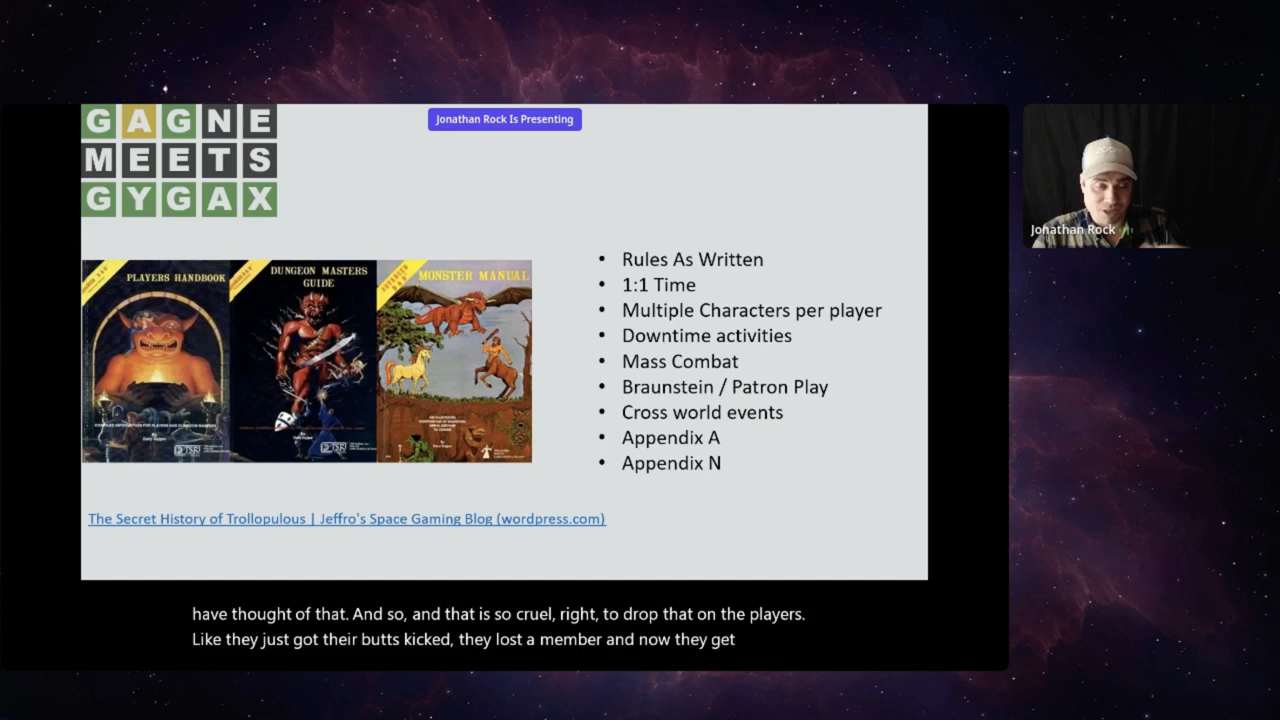 GAGNE
MEETS
GYGAX
Jonathan Rock Is Presenting
PLAYERS HANDBOOK
DUNGEON MASTERS
GUIDE
MONSTER MANUAL
By
Gary Gygax
TSR
• Rules As Written
• 1:1 Time
• Multiple Characters per player
• Downtime activities
• Mass Combat
• Braunstein / Patron Play
• Cross world events
• Appendix A
• Appendix N
The Secret History of Trollopulous | Jeffro's Space Gaming Blog (wordpress.com)
Jonathan Rock
have thought of that. And so, and that is so cruel, right, to drop that on the players.
Like they just got their butts kicked, they lost a member and now they get